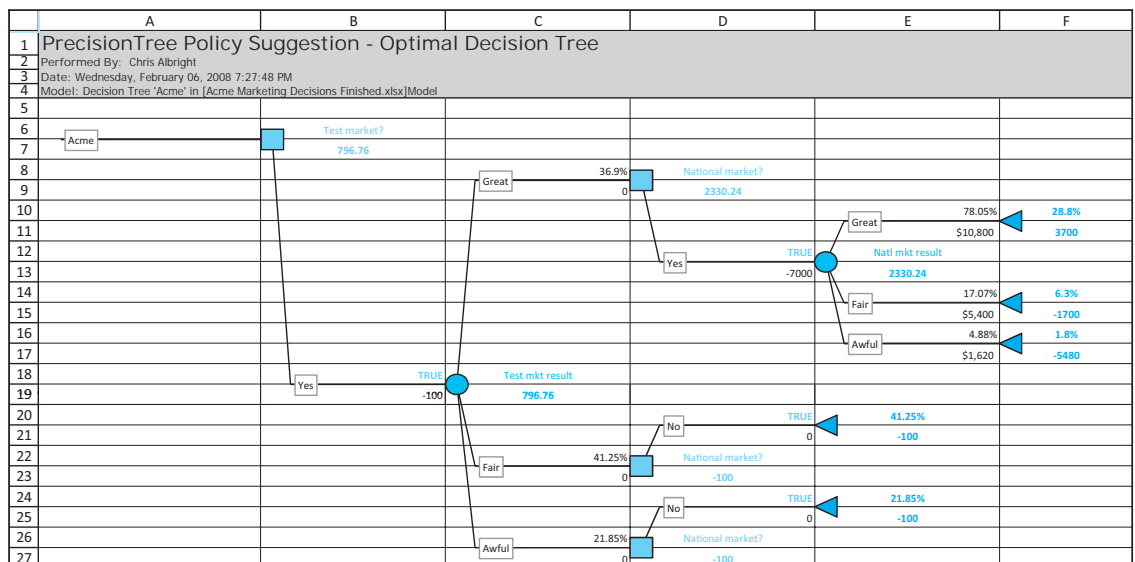 A B C D E F
1 PrecisionTree Policy Suggestion - Optimal Decision Tree
2 Performed By: Chris Albright
3 Date: Wednesday, February 06, 2008 7:27:48 PM
4 Model: Decision Tree 'Acme' in [Acme Marketing Decisions Finished.xlsx]Model
5
6 Test market?
Acme
7 796.76
8 36.9% National market?
Great
9 0 2330.24
10 78.05% 28.8%
Great
11 $10,800 3700
12 TRUE Natl mkt result
Yes
13 -7000 2330.24
14 17.07% 6.3%
Fair
15 $5,400 -1700
16 4.88% 1.8%
Awful
17 $1,620 -5480
18 TRUE Test mkt result
Yes
19 -100 796.76
20 TRUE 41.25%
No
21 0 -100
22 41.25% National market?
Fair
23 0 -100
24 TRUE 21.85%
No
25 0 -100
26 21.85% National market?
Awful
27 0 -100